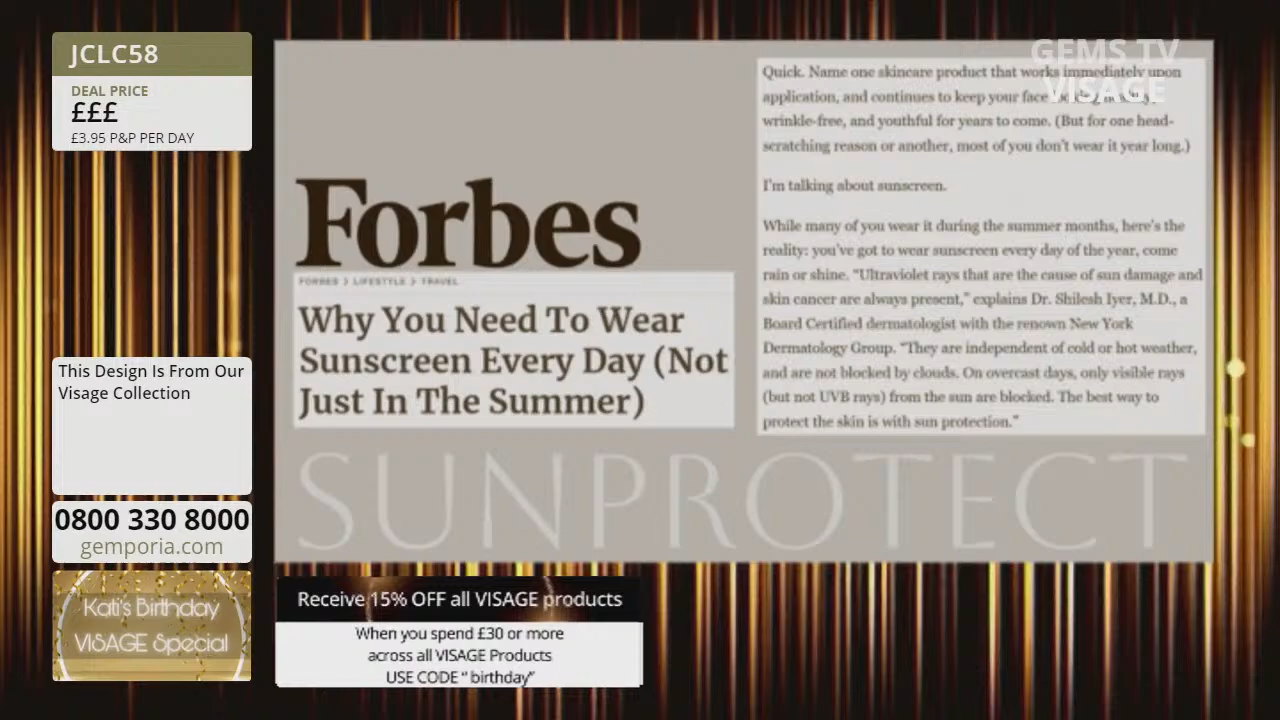 JCLC58
DEAL PRICE
£££
£3.95 P&P PER DAY
This Design Is From Our
Visage Collection
0800 330 8000
gemporia.com
Kati's Birthday
VISAGE Special
GEMS TV
VISAGE
Forbes
FORBES > LIFESTYLE > TRAVEL
Why You Need To Wear
Sunscreen Every Day (Not
Just In The Summer)
Quick. Name one skincare product that works immediately upon
application, and continues to keep your face
wrinkle-free, and youthful for years to come. (But for one head-
scratching reason or another, most of you don't wear it year long.)
I'm talking about sunscreen.
While many of you wear it during the summer months, here's the
reality: you've got to wear sunscreen every day of the year, come
rain or shine. "Ultraviolet rays that are the cause of sun damage and
skin cancer are always present," explains Dr. Shilesh Iyer, M.D., a
Board Certified dermatologist with the renown New York
Dermatology Group. "They are independent of cold or hot weather,
and are not blocked by clouds. On overcast days, only visible rays
(but not UVB rays) from the sun are blocked. The best way to
protect the skin is with sun protection."
SUNPROTECT
Receive 15% OFF all VISAGE products
When you spend £30 or more
across all VISAGE Products
USE CODE " birthday"